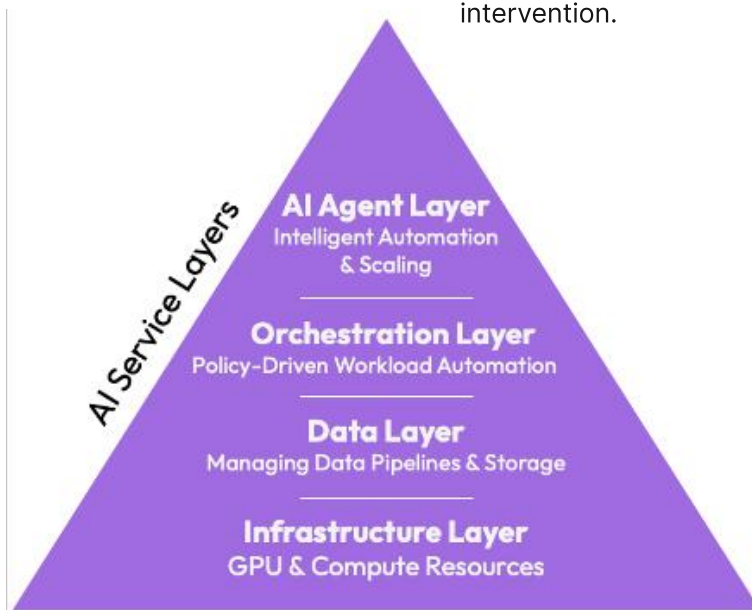 intervention.
AI Service Layers
AI Agent Layer
Intelligent Automation
& Scaling
Orchestration Layer
Policy-Driven Workload Automation
Data Layer
Managing Data Pipelines & Storage
Infrastructure Layer
GPU & Compute Resources